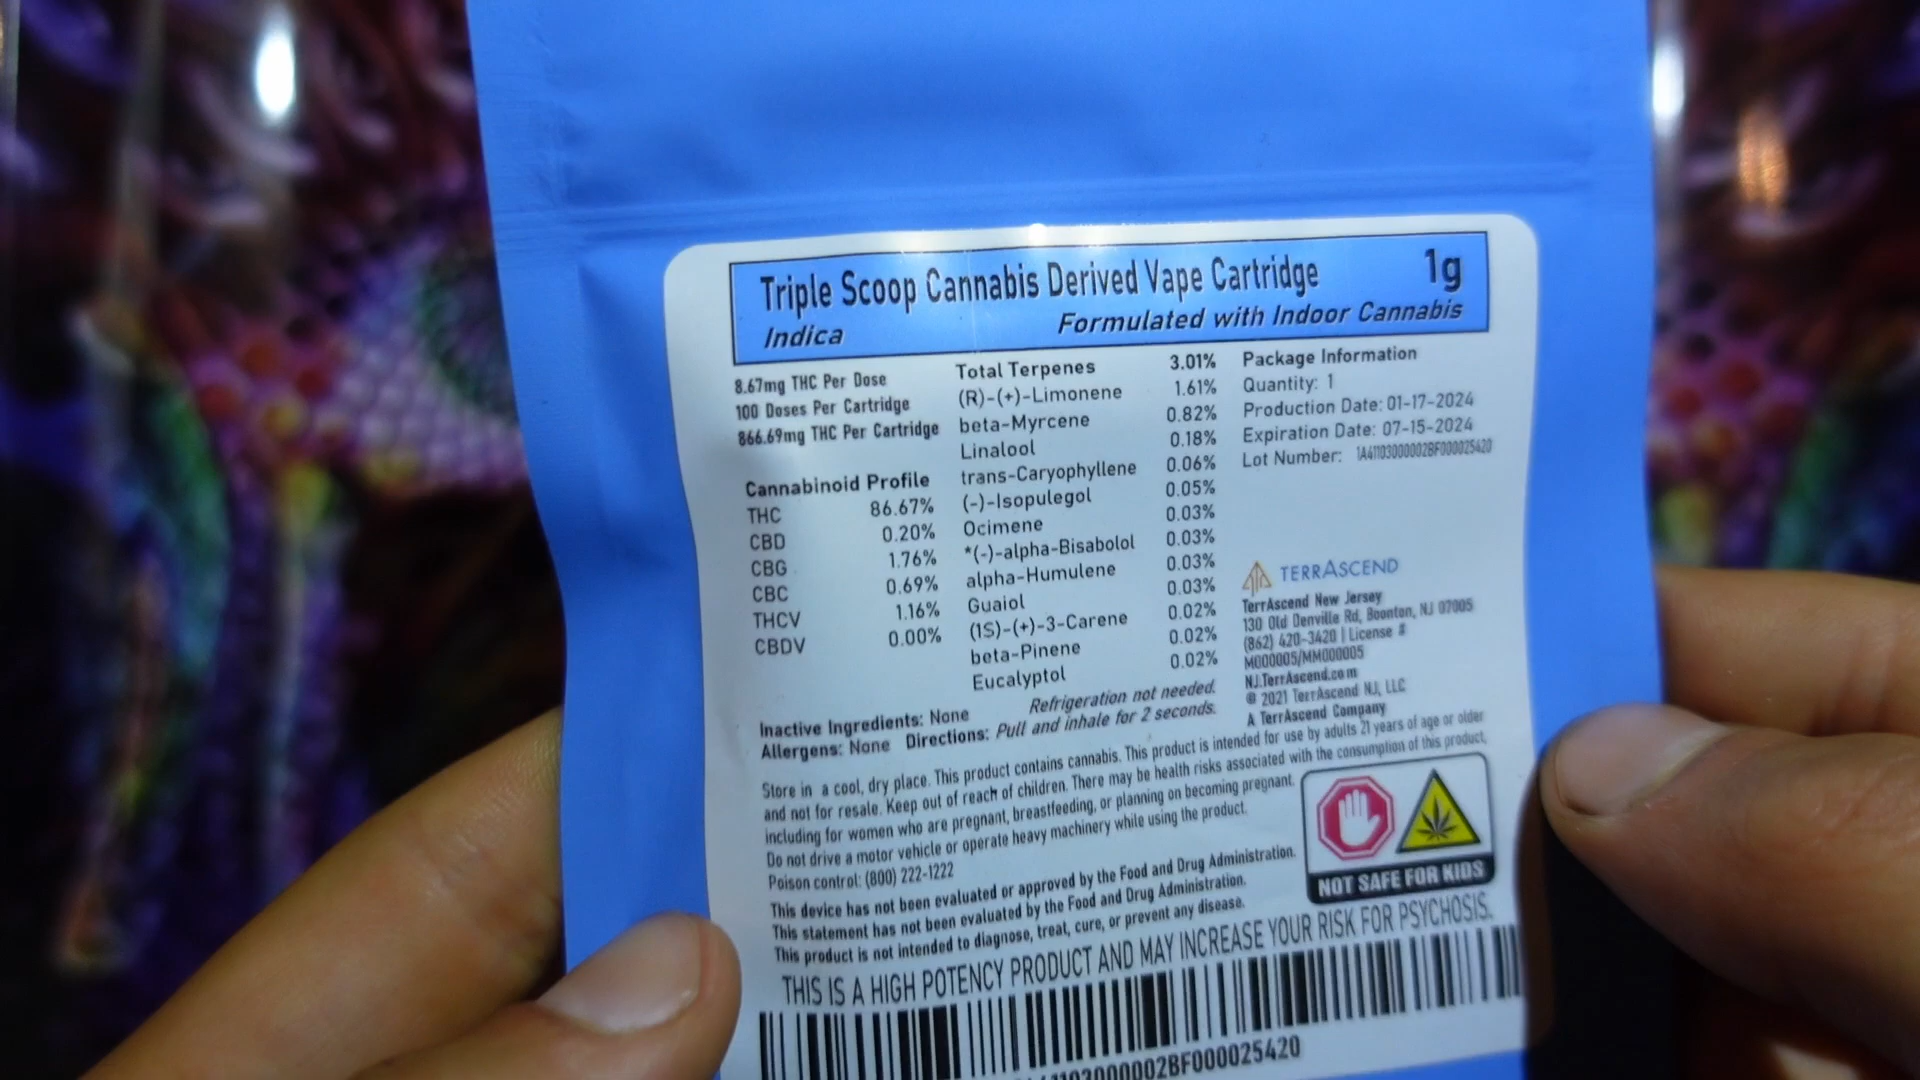 Triple Scoop Cannabis Derived Vape Cartridge 1g
Indica Formulated with Indoor Cannabis
8.67mg THC Per Dose
100 Doses Per Cartridge
866.69mg THC Per Cartridge
Cannabinoid Profile
THC 86.67%
CBD 0.20%
CBG 1.76%
CBC 0.69%
THCV 1.16%
CBDV 0.00%
Total Terpenes 3.01%
(R)-(+)-Limonene 1.61%
beta-Myrcene 0.82%
Linalool 0.18%
trans-Caryophyllene 0.06%
(-)-Isopulegol 0.05%
Ocimene 0.03%
*(-)-alpha-Bisabolol 0.03%
alpha-Humulene 0.03%
Guaiol 0.03%
(1S)-(+)-3-Carene 0.02%
beta-Pinene 0.02%
Eucalyptol 0.02%
Package Information
Quantity: 1
Production Date: 01-17-2024
Expiration Date: 07-15-2024
Lot Number: 1A41103000002BF000025420
TERRASCEND
TerrAscend New Jersey
130 Old Denville Rd, Boonton, NJ 07005
(862) 420-3420 | License #
M000005/MM000005
NJ.TerrAscend.com
@ 2021 TerrAscend NJ, LLC
A TerrAscend Company
Inactive Ingredients: None Refrigeration not needed.
Allergens: None Directions: Pull and inhale for 2 seconds.
Store in a cool, dry place. This product contains cannabis. This product is intended for use by adults 21 years of age or older
and not for resale. Keep out of reach of children. There may be health risks associated with the consumption of this product,
including for women who are pregnant, breastfeeding, or planning on becoming pregnant.
Do not drive a motor vehicle or operate heavy machinery while using the product.
Poison control: (800) 222-1222
This device has not been evaluated or approved by the Food and Drug Administration.
This statement has not been evaluated by the Food and Drug Administration.
This product is not intended to diagnose, treat, cure, or prevent any disease.
NOT SAFE FOR KIDS
THIS IS A HIGH POTENCY PRODUCT AND MAY INCREASE YOUR RISK FOR PSYCHOSIS.
41103000002BF000025420